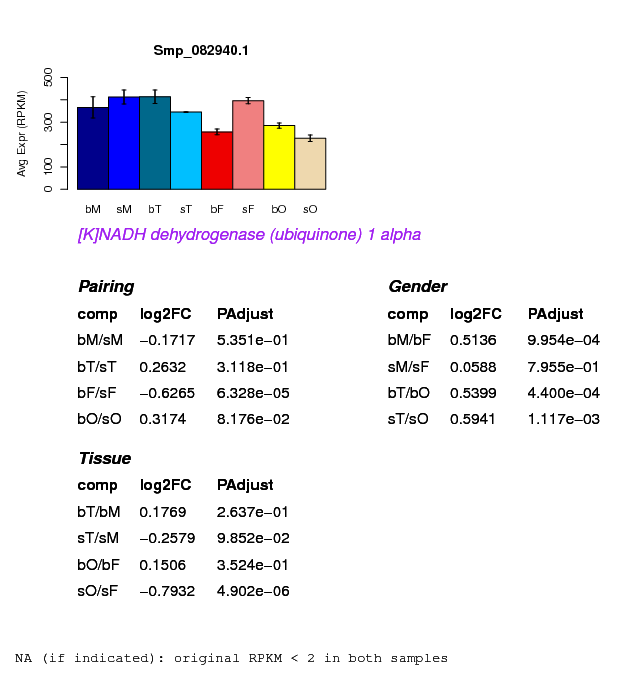 Smp_082940.1
Avg Expr (RPKM)
500
300
100
0
bM sM bT sT bF sF bO sO
[K]NADH dehydrogenase (ubiquinone) 1 alpha
Pairing
comp log2FC PAdjust
bM/sM −0.1717 5.351e−01
bT/sT 0.2632 3.118e−01
bF/sF −0.6265 6.328e−05
bO/sO 0.3174 8.176e−02
Gender
comp log2FC PAdjust
bM/bF 0.5136 9.954e−04
sM/sF 0.0588 7.955e−01
bT/bO 0.5399 4.400e−04
sT/sO 0.5941 1.117e−03
Tissue
comp log2FC PAdjust
bT/bM 0.1769 2.637e−01
sT/sM −0.2579 9.852e−02
bO/bF 0.1506 3.524e−01
sO/sF −0.7932 4.902e−06
NA (if indicated): original RPKM < 2 in both samples